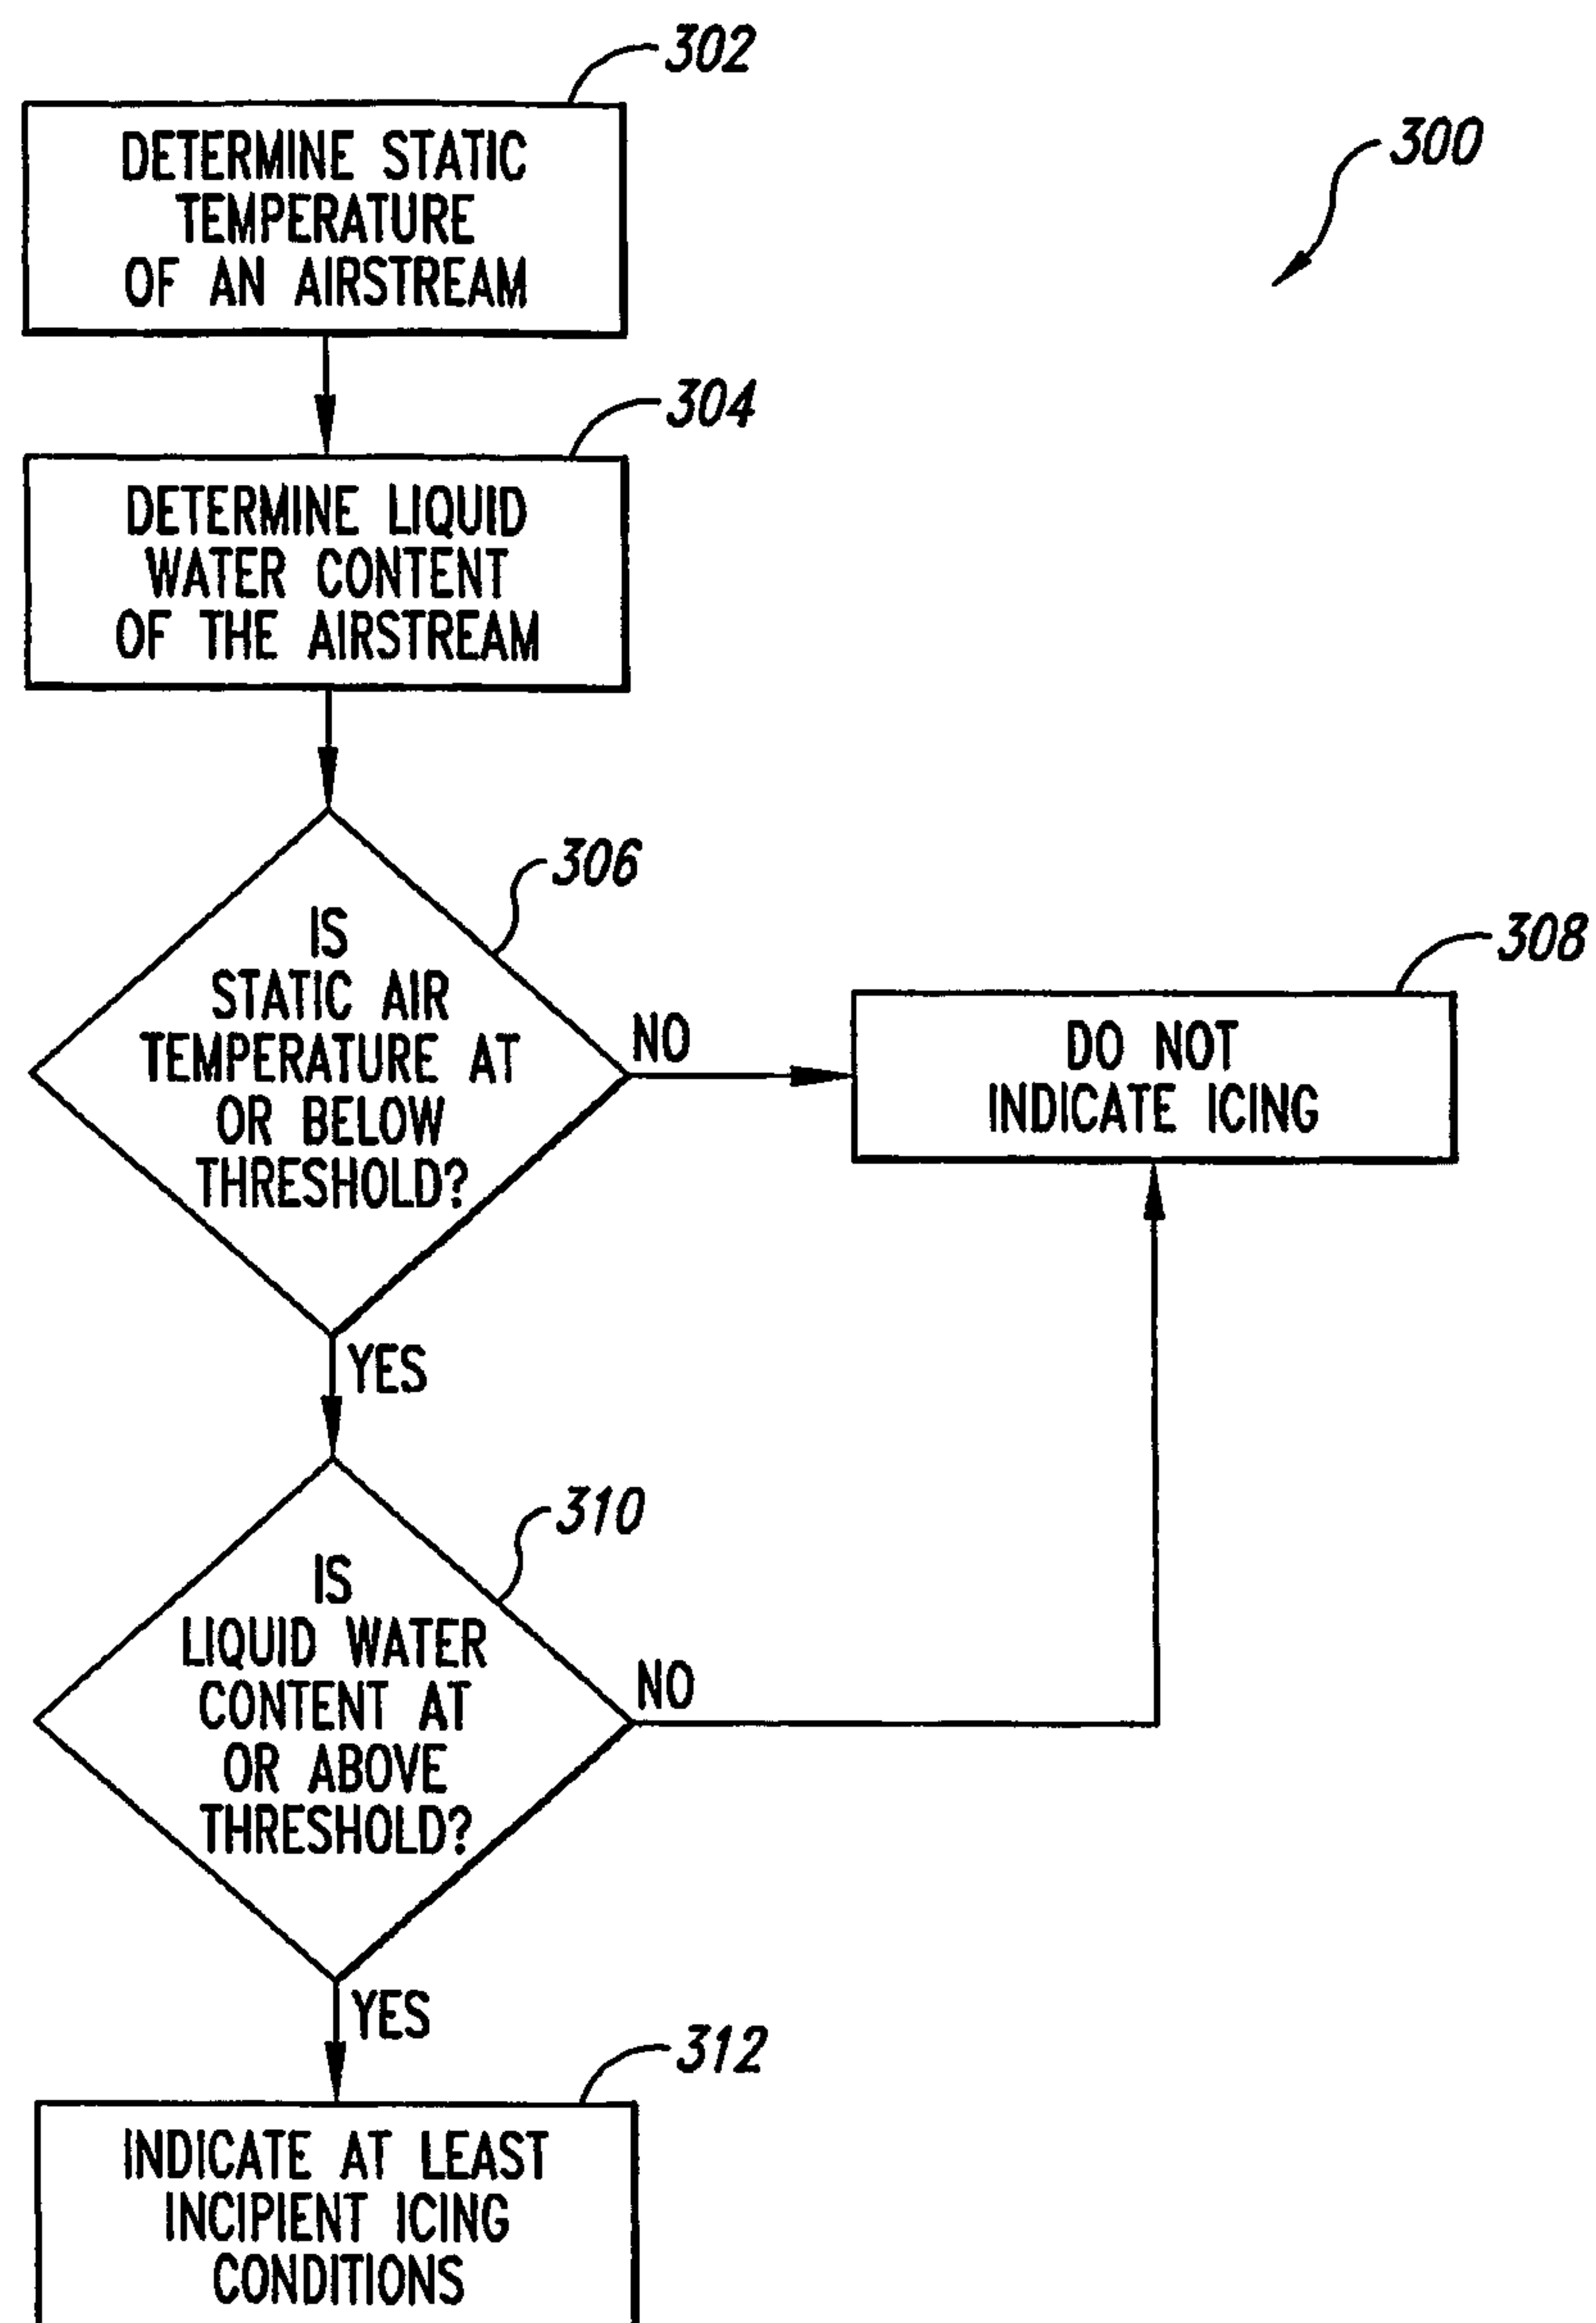 302
300
DETERMINE STATIC
TEMPERATURE
OF AN AIRSTREAM
304
DETERMINE LIQUID
WATER CONTENT
OF THE AIRSTREAM
306
IS
STATIC AIR
TEMPERATURE AT
OR BELOW
THRESHOLD?
NO
308
DO NOT
INDICATE ICING
YES
310
IS
LIQUID WATER
CONTENT AT
OR ABOVE
THRESHOLD?
NO
YES
312
INDICATE AT LEAST
INCIPIENT ICING
CONDITIONS